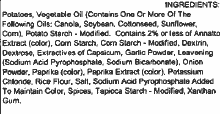 INGREDIENTS:
Potatoes, Vegetable Oil (Contains One Or More Of The
Following Oils: Canola, Soybean, Cottonseed, Sunflower,
Corn), Potato Starch - Modified. Contains 2% or less of Annatto
Extract (color), Corn Starch, Corn Starch - Modified, Dextrin,
Dextrose, Extractives of Capsicum, Garlic Powder, Leavening
(Sodium Acid Pyrophosphate, Sodium Bicarbonate), Onion
Powder, Paprika (color), Paprika Extract (color), Potassium
Chloride, Rice Flour, Salt, Sodium Acid Pyrophosphate Added
To Maintain Color, Spices, Tapioca Starch - Modified, Xanthan
Gum.